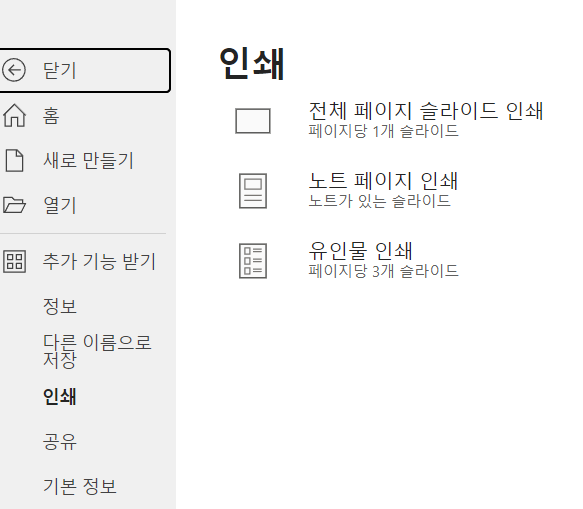 닫기
홈
새로 만들기
열기
추가 기능 받기
정보
다른 이름으로
저장
인쇄
공유
기본 정보
인쇄
전체 페이지 슬라이드 인쇄
페이지당 1개 슬라이드
노트 페이지 인쇄
노트가 있는 슬라이드
유인물 인쇄
페이지당 3개 슬라이드